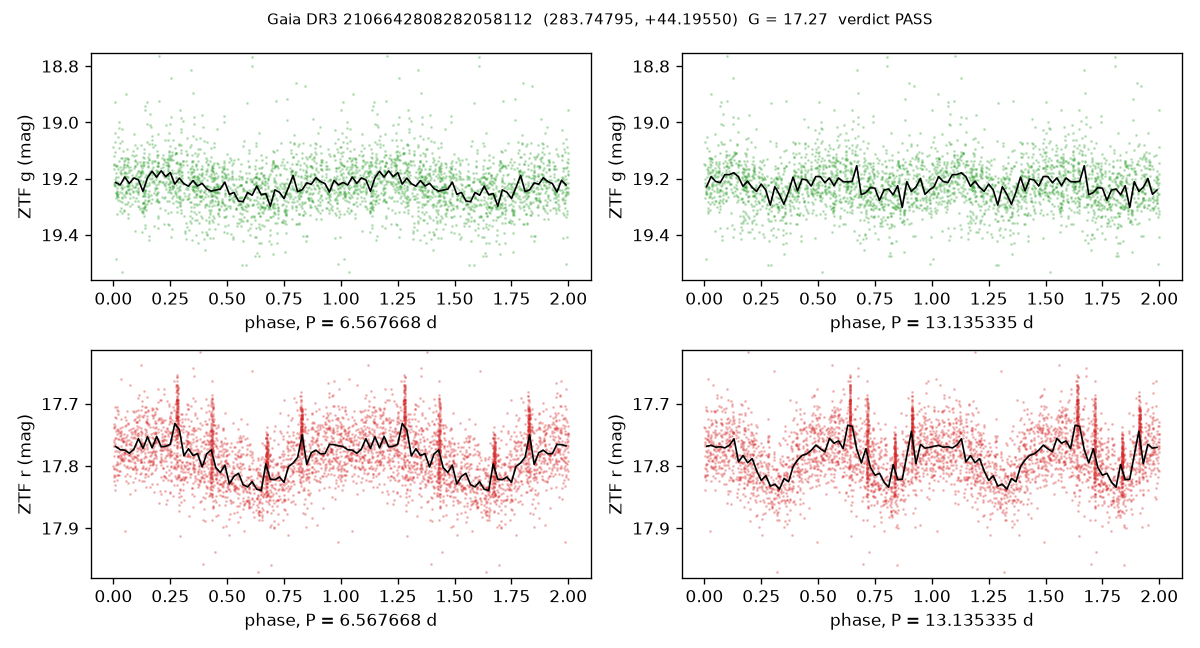 Gaia DR3 2106642808282058112 (283.74795, +44.19550) G = 17.27 verdict PASS
ZTF g (mag)
18.8
19.0
19.2
19.4
0.00 0.25 0.50 0.75 1.00 1.25 1.50 1.75 2.00
phase, P = 6.567668 d
ZTF g (mag)
18.8
19.0
19.2
19.4
0.00 0.25 0.50 0.75 1.00 1.25 1.50 1.75 2.00
phase, P = 13.135335 d
ZTF r (mag)
17.7
17.8
17.9
0.00 0.25 0.50 0.75 1.00 1.25 1.50 1.75 2.00
phase, P = 6.567668 d
ZTF r (mag)
17.7
17.8
17.9
0.00 0.25 0.50 0.75 1.00 1.25 1.50 1.75 2.00
phase, P = 13.135335 d